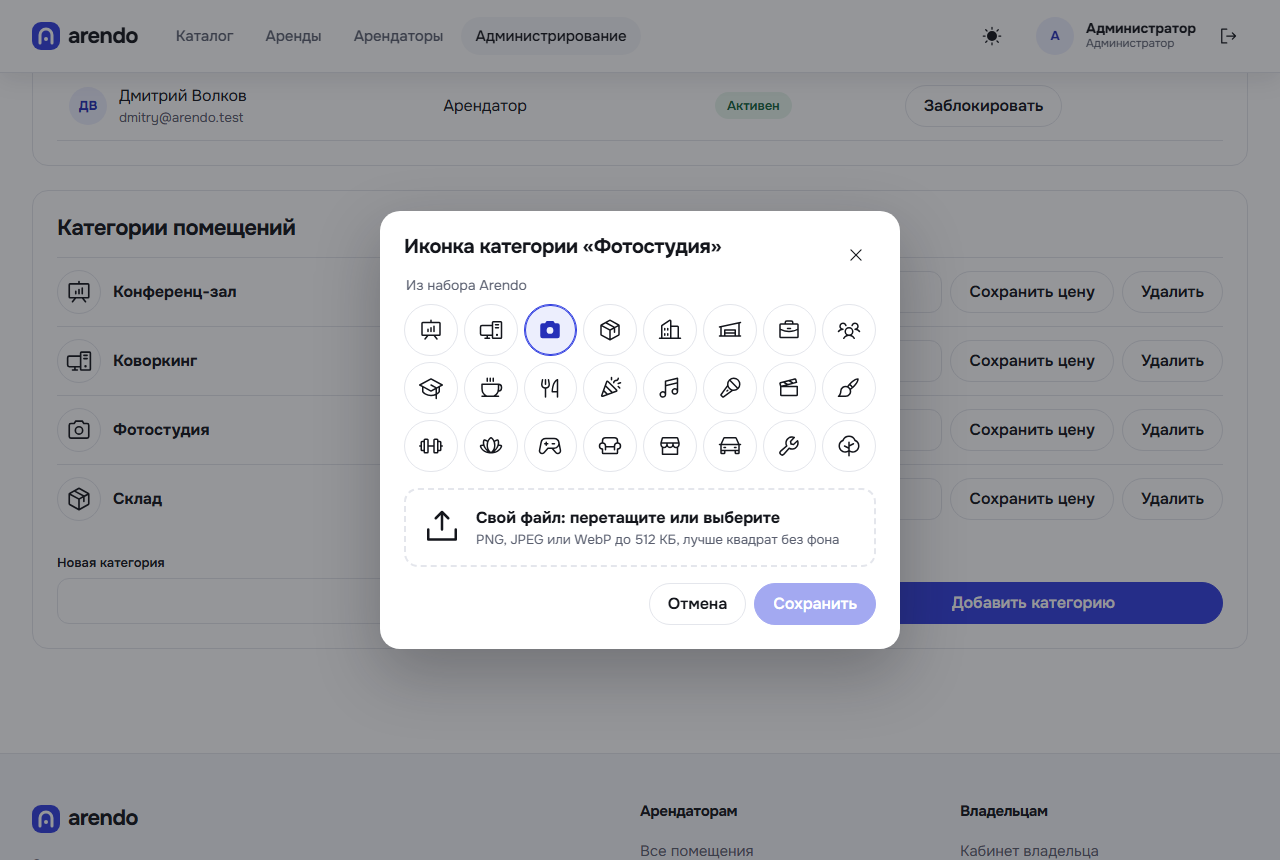 arendo
Каталог
Аренды
Арендаторы
Администрирование
А
Администратор
Администратор
ДВ
Дмитрий Волков
dmitry@arendo.test
Арендатор
Активен
Заблокировать
Категории помещений
Конференц-зал
Сохранить цену
Удалить
Коворкинг
Сохранить цену
Удалить
Фотостудия
Сохранить цену
Удалить
Склад
Сохранить цену
Удалить
Новая категория
Добавить категорию
Иконка категории «Фотостудия»
Из набора Arendo
Свой файл: перетащите или выберите
PNG, JPEG или WebP до 512 КБ, лучше квадрат без фона
Отмена
Сохранить
arendo
Арендаторам
Все помещения
Владельцам
Кабинет владельца